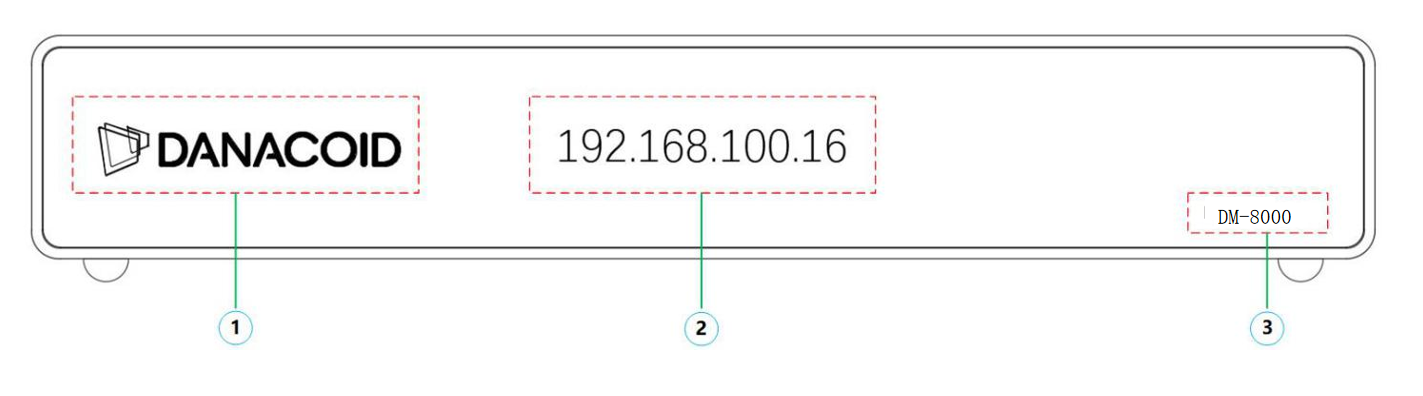 DANACOID
192.168.100.16
DM-8000
1
2
3